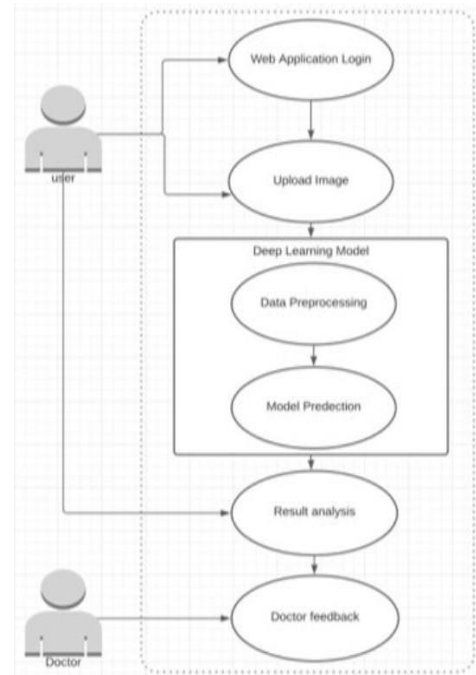 Web Application Login
user
Upload Image
Deep Learning Model
Data Preprocessing
Model Predection
Result analysis
Doctor feedback
Doctor